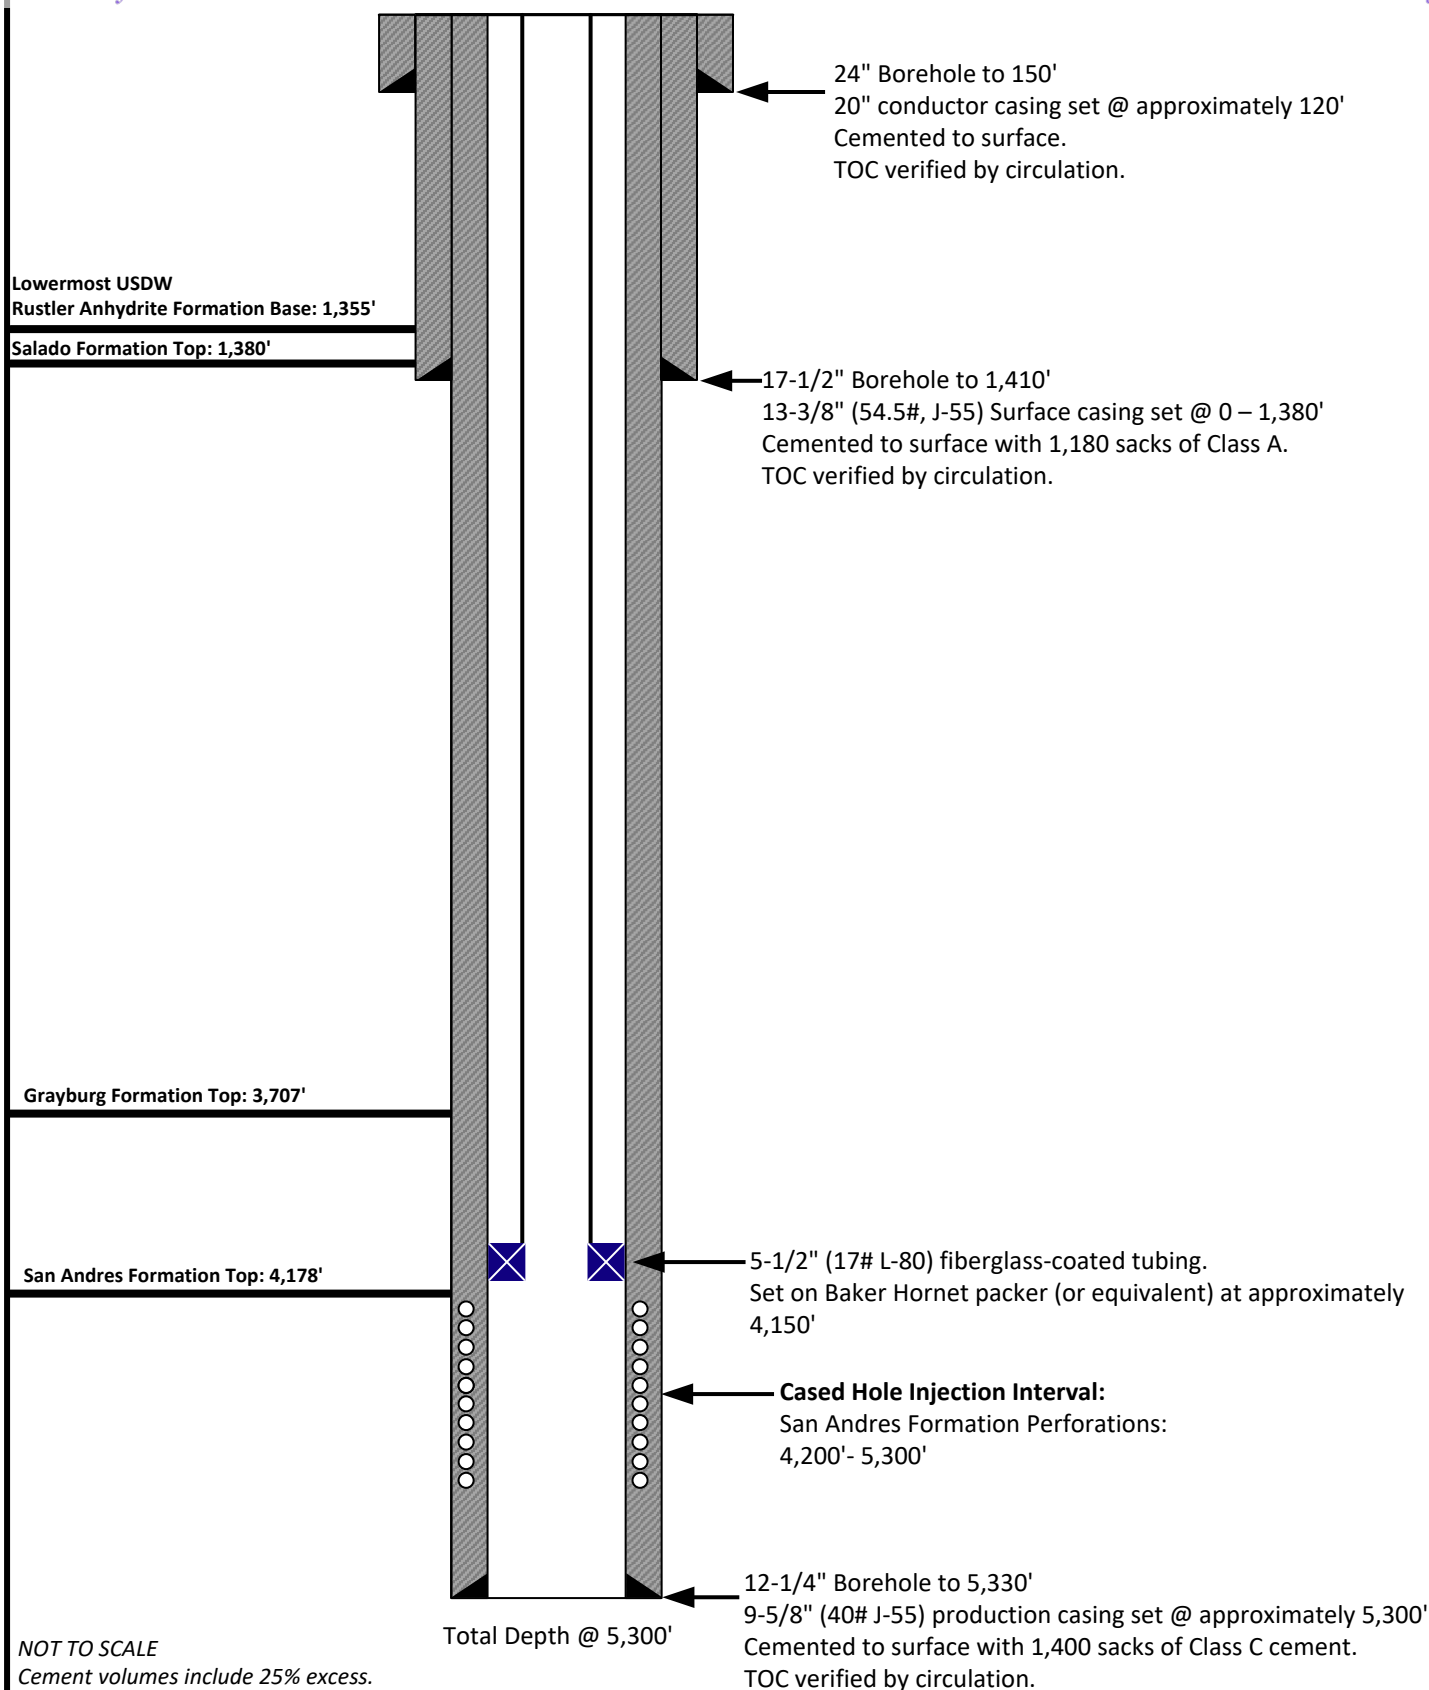 24" Borehole to 150'
20" conductor casing set @ approximately 120'
Cemented to surface.
TOC verified by circulation.
Lowermost USDW
Rustler Anhydrite Formation Base: 1,355'
Salado Formation Top: 1,380'
17-1/2" Borehole to 1,410'
13-3/8" (54.5#, J-55) Surface casing set @ 0 – 1,380'
Cemented to surface with 1,180 sacks of Class A.
TOC verified by circulation.
Grayburg Formation Top: 3,707'
San Andres Formation Top: 4,178'
5-1/2" (17# L-80) fiberglass-coated tubing.
Set on Baker Hornet packer (or equivalent) at approximately
4,150'
Cased Hole Injection Interval:
San Andres Formation Perforations:
4,200'- 5,300'
12-1/4" Borehole to 5,330'
9-5/8" (40# J-55) production casing set @ approximately 5,300'
Cemented to surface with 1,400 sacks of Class C cement.
TOC verified by circulation.
Total Depth @ 5,300'
NOT TO SCALE
Cement volumes include 25% excess.